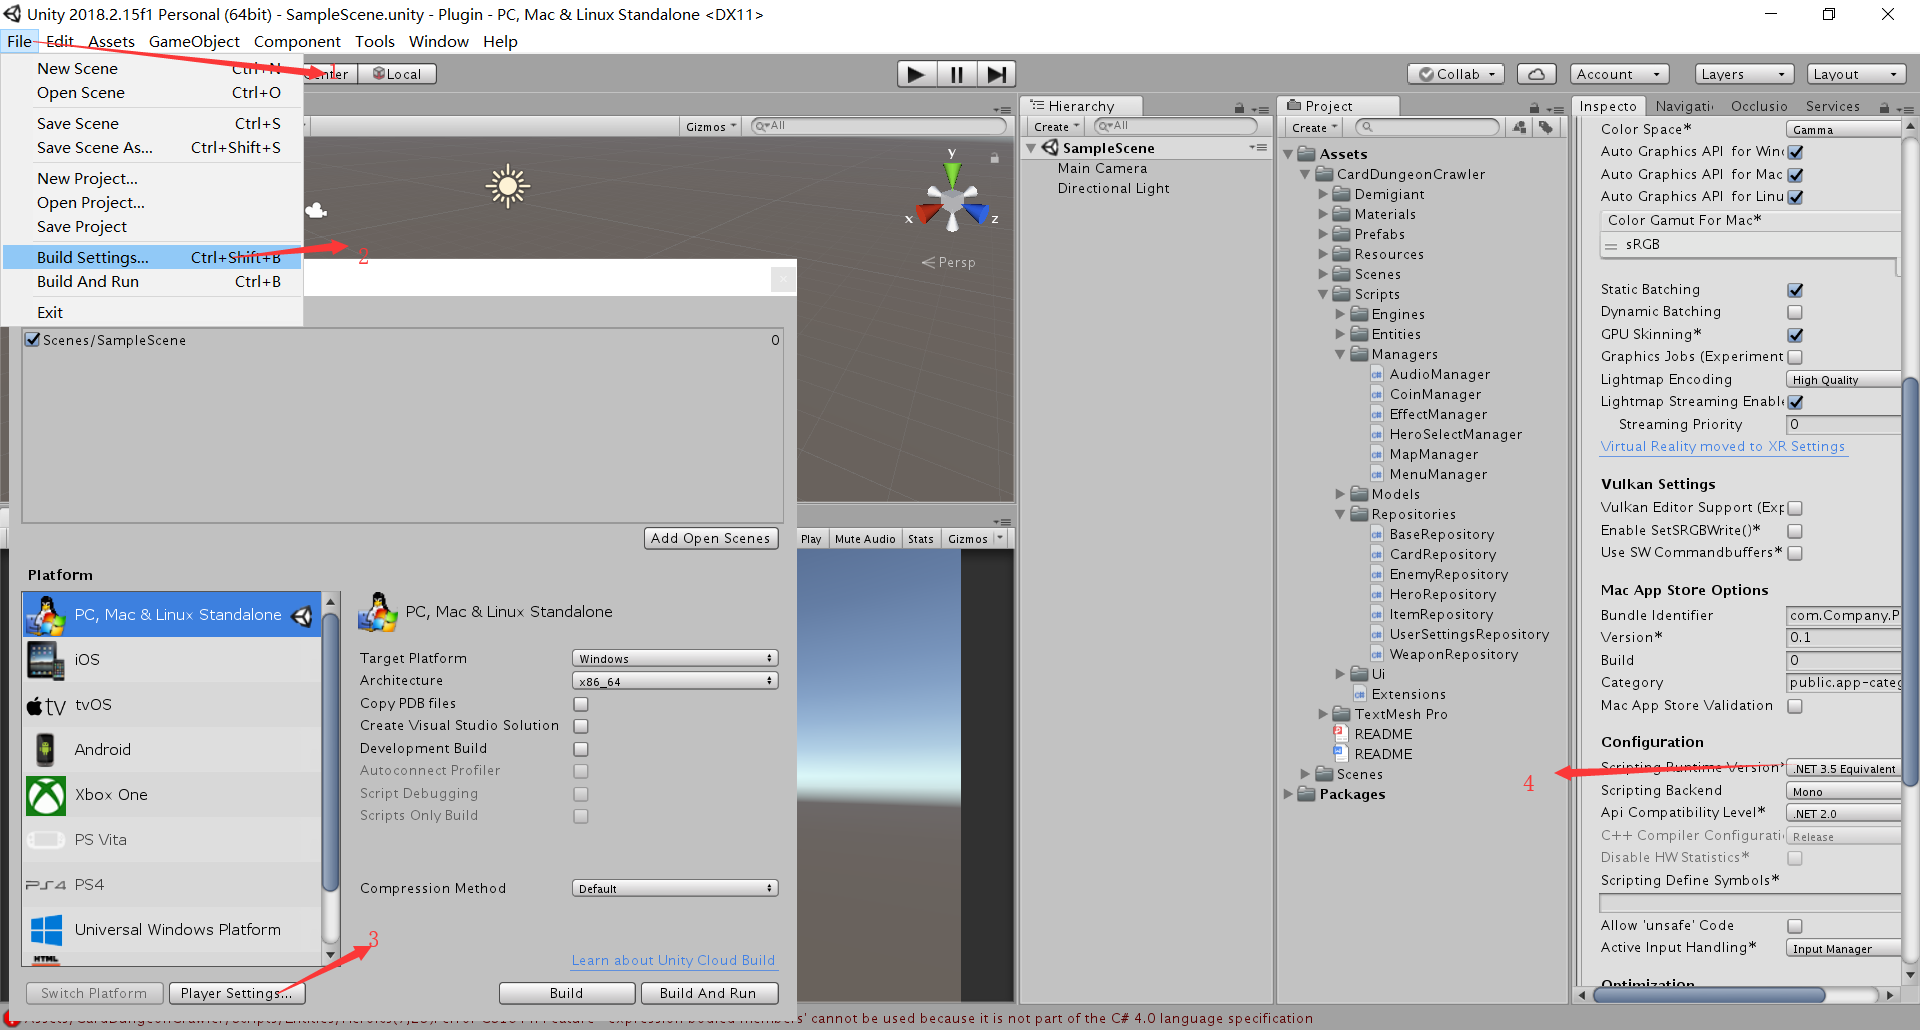 Unity 2018.2.15f1 Personal (64bit) - SampleScene.unity - Plugin - PC, Mac & Linux Standalone <DX11>
File Edit Assets GameObject Component Tools Window Help
New Scene Ctrl+N
Open Scene Ctrl+O
Save Scene Ctrl+S
Save Scene As... Ctrl+Shift+S
New Project...
Open Project...
Save Project
Build Settings... Ctrl+Shift+B
Build And Run Ctrl+B
Exit
1
2
Center Local
Collab Account Layers Layout
Gizmos All
y
x z
Persp
Scenes/SampleScene 0
Add Open Scenes
Platform
PC, Mac & Linux Standalone
iOS
tvOS
Android
Xbox One
PS Vita
PS4
Universal Windows Platform
HTML
Switch Platform Player Settings...
3
PC, Mac & Linux Standalone
Target Platform Windows
Architecture x86_64
Copy PDB files
Create Visual Studio Solution
Development Build
Autoconnect Profiler
Script Debugging
Scripts Only Build
Compression Method Default
Learn about Unity Cloud Build
Build Build And Run
Play Mute Audio Stats Gizmos
Hierarchy
Create All
SampleScene
Main Camera
Directional Light
Project
Create
Assets
CardDungeonCrawler
Demigiant
Materials
Prefabs
Resources
Scenes
Scripts
Engines
Entities
Managers
AudioManager
CoinManager
EffectManager
HeroSelectManager
MapManager
MenuManager
Models
Repositories
BaseRepository
CardRepository
EnemyRepository
HeroRepository
ItemRepository
UserSettingsRepository
WeaponRepository
Ui
Extensions
TextMesh Pro
README
README
Scenes
Packages
4
Inspecto Navigati Occlusio Services
Color Space* Gamma
Auto Graphics API for Win
Auto Graphics API for Mac
Auto Graphics API for Linu
Color Gamut For Mac*
sRGB
Static Batching
Dynamic Batching
GPU Skinning*
Graphics Jobs (Experiment
Lightmap Encoding High Quality
Lightmap Streaming Enable
Streaming Priority 0
Virtual Reality moved to XR Settings
Vulkan Settings
Vulkan Editor Support (Exp
Enable SetSRGBWrite()*
Use SW Commandbuffers*
Mac App Store Options
Bundle Identifier com.Company.P
Version* 0.1
Build 0
Category public.app-categ
Mac App Store Validation
Configuration
Scripting Runtime Version* .NET 3.5 Equivalent
Scripting Backend Mono
Api Compatibility Level* .NET 2.0
C++ Compiler Configurati Release
Disable HW Statistics*
Scripting Define Symbols*
Allow 'unsafe' Code
Active Input Handling* Input Manager
Optimization
cannot be used because it is not part of the C# 4.0 language specification